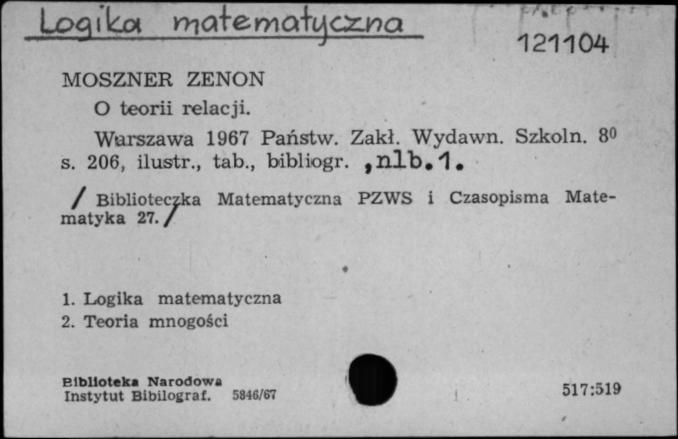 Logika matematyczna
121104
MOSZNER ZENON
O teorii relacji.
Warszawa 1967 Państw. Zakł. Wydawn. Szkoln. 8⁰
s. 206, ilustr., tab., bibliogr. , nlb. 1.
/ Biblioteczka Matematyczna PZWS i Czasopisma Mate-
matyka 27. /
1. Logika matematyczna
2. Teoria mnogości
Biblioteka Narodowa
Instytut Bibilograf. 5846/67
517:519